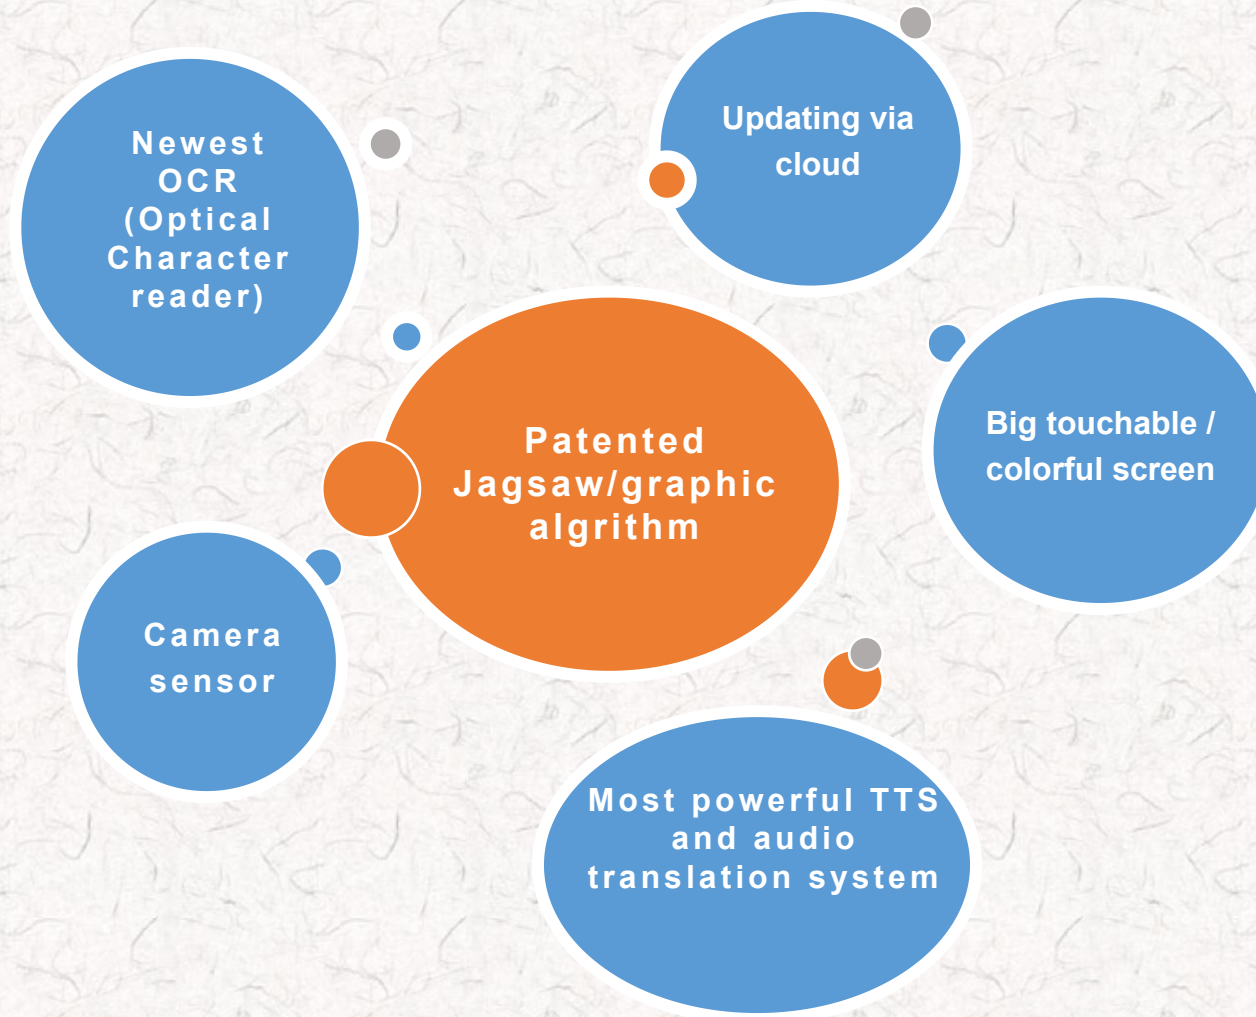 Newest
OCR
(Optical
Character
reader)
Updating via
cloud
Patented
Jagsaw/graphic
algrithm
Big touchable /
colorful screen
Camera
sensor
Most powerful TTS
and audio
translation system